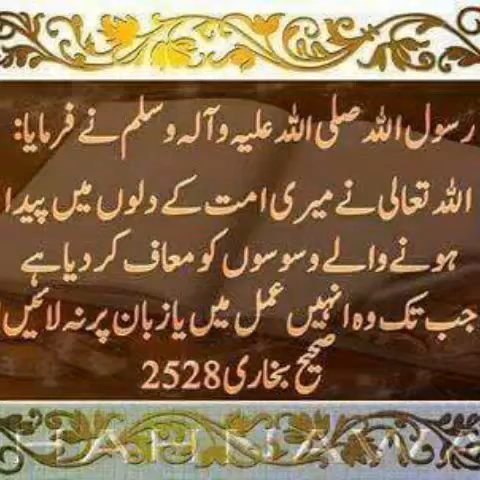 رسول اللہ صلی اللہ علیہ وآلہ وسلم نے فرمایا:
اللہ تعالی نے میری امت کے دلوں میں پیدا
ہونے والے وسوسوں کو معاف کر دیا ہے
جب تک وہ انہیں عمل میں یا زبان پر نہ لائیں
صحیح بخاری 2528